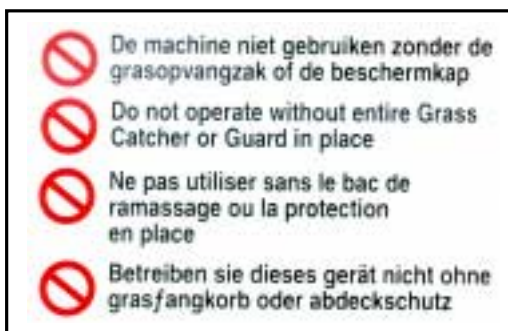 De machine niet gebruiken zonder de
grasopvangzak of de beschermkap
Do not operate without entire Grass
Catcher or Guard in place
Ne pas utiliser sans le bac de
ramassage ou la protection
en place
Betreiben sie dieses gerät nicht ohne
grasfangkorb oder abdeckschutz